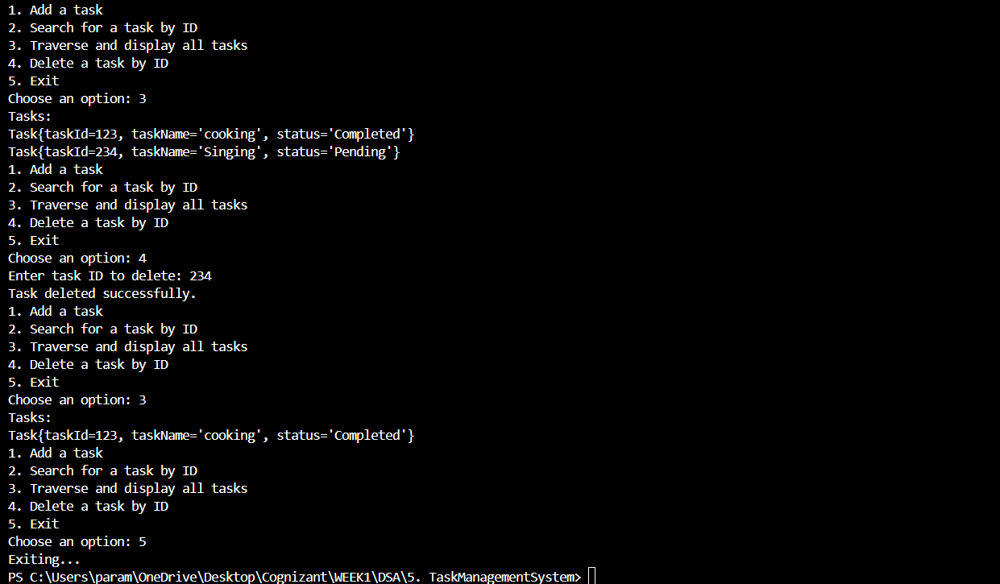 1. Add a task
2. Search for a task by ID
3. Traverse and display all tasks
4. Delete a task by ID
5. Exit
Choose an option: 3
Tasks:
Task{taskId=123, taskName='cooking', status='Completed'}
Task{taskId=234, taskName='Singing', status='Pending'}
1. Add a task
2. Search for a task by ID
3. Traverse and display all tasks
4. Delete a task by ID
5. Exit
Choose an option: 4
Enter task ID to delete: 234
Task deleted successfully.
1. Add a task
2. Search for a task by ID
3. Traverse and display all tasks
4. Delete a task by ID
5. Exit
Choose an option: 3
Tasks:
Task{taskId=123, taskName='cooking', status='Completed'}
1. Add a task
2. Search for a task by ID
3. Traverse and display all tasks
4. Delete a task by ID
5. Exit
Choose an option: 5
Exiting...
PS C:\Users\param\OneDrive\Desktop\Cognizant\WEEK1\DSA\5. TaskManagementSystem>